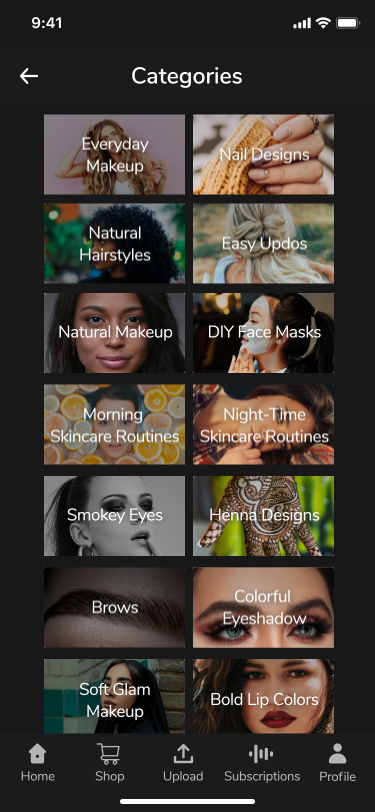 9:41
Categories
Everyday
Makeup
Nail Designs
Natural
Hairstyles
Easy Updos
Natural Makeup
DIY Face Masks
Morning
Skincare Routines
Night-Time
Skincare Routines
Smokey Eyes
Henna Designs
Brows
Colorful
Eyeshadow
Soft Glam
Makeup
Bold Lip Colors
Home
Shop
Upload
Subscriptions
Profile